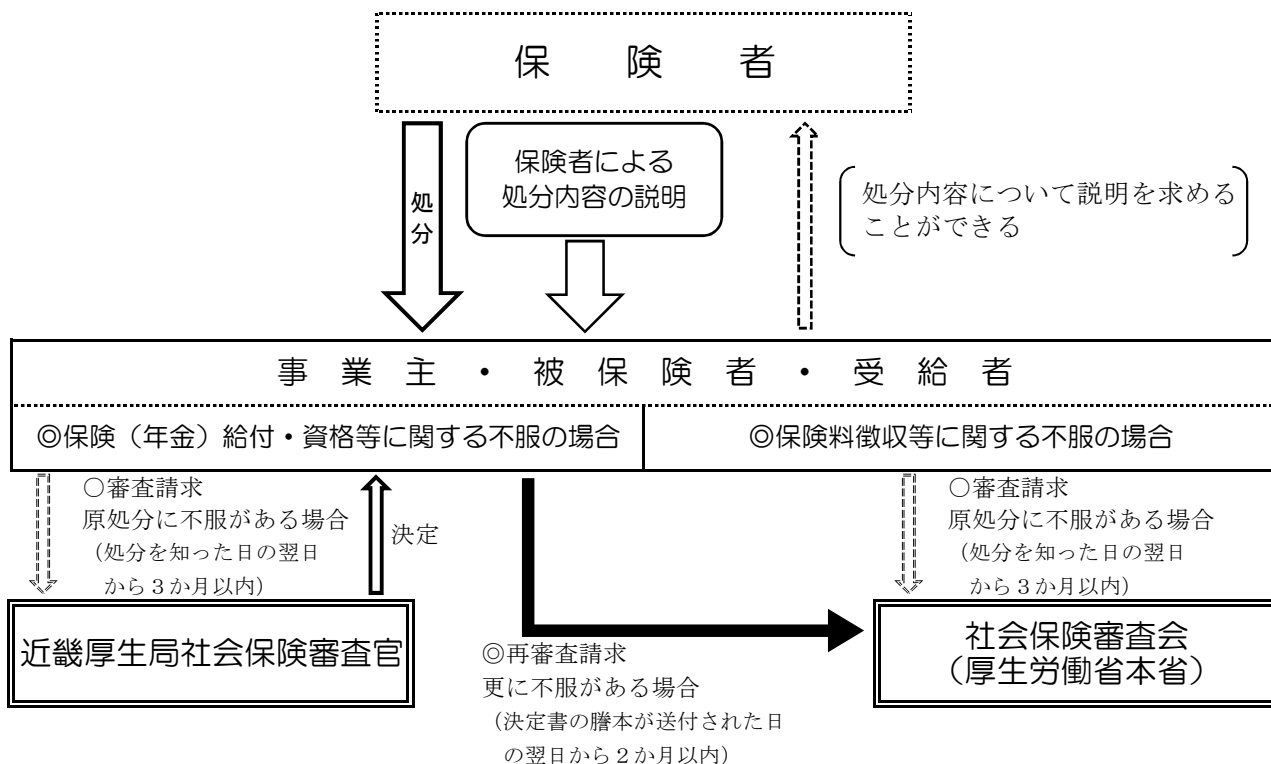 保険者
保険者による
処分内容の説明
処分
処分内容について説明を求める
ことができる
事業主・被保険者・受給者
◎保険（年金）給付・資格等に関する不服の場合
◎保険料徴収等に関する不服の場合
○審査請求
原処分に不服がある場合
（処分を知った日の翌日
から３か月以内）
決定
○審査請求
原処分に不服がある場合
（処分を知った日の翌日
から３か月以内）
近畿厚生局社会保険審査官
◎再審査請求
更に不服がある場合
（決定書の謄本が送付された日
の翌日から２か月以内）
社会保険審査会
（厚生労働省本省）